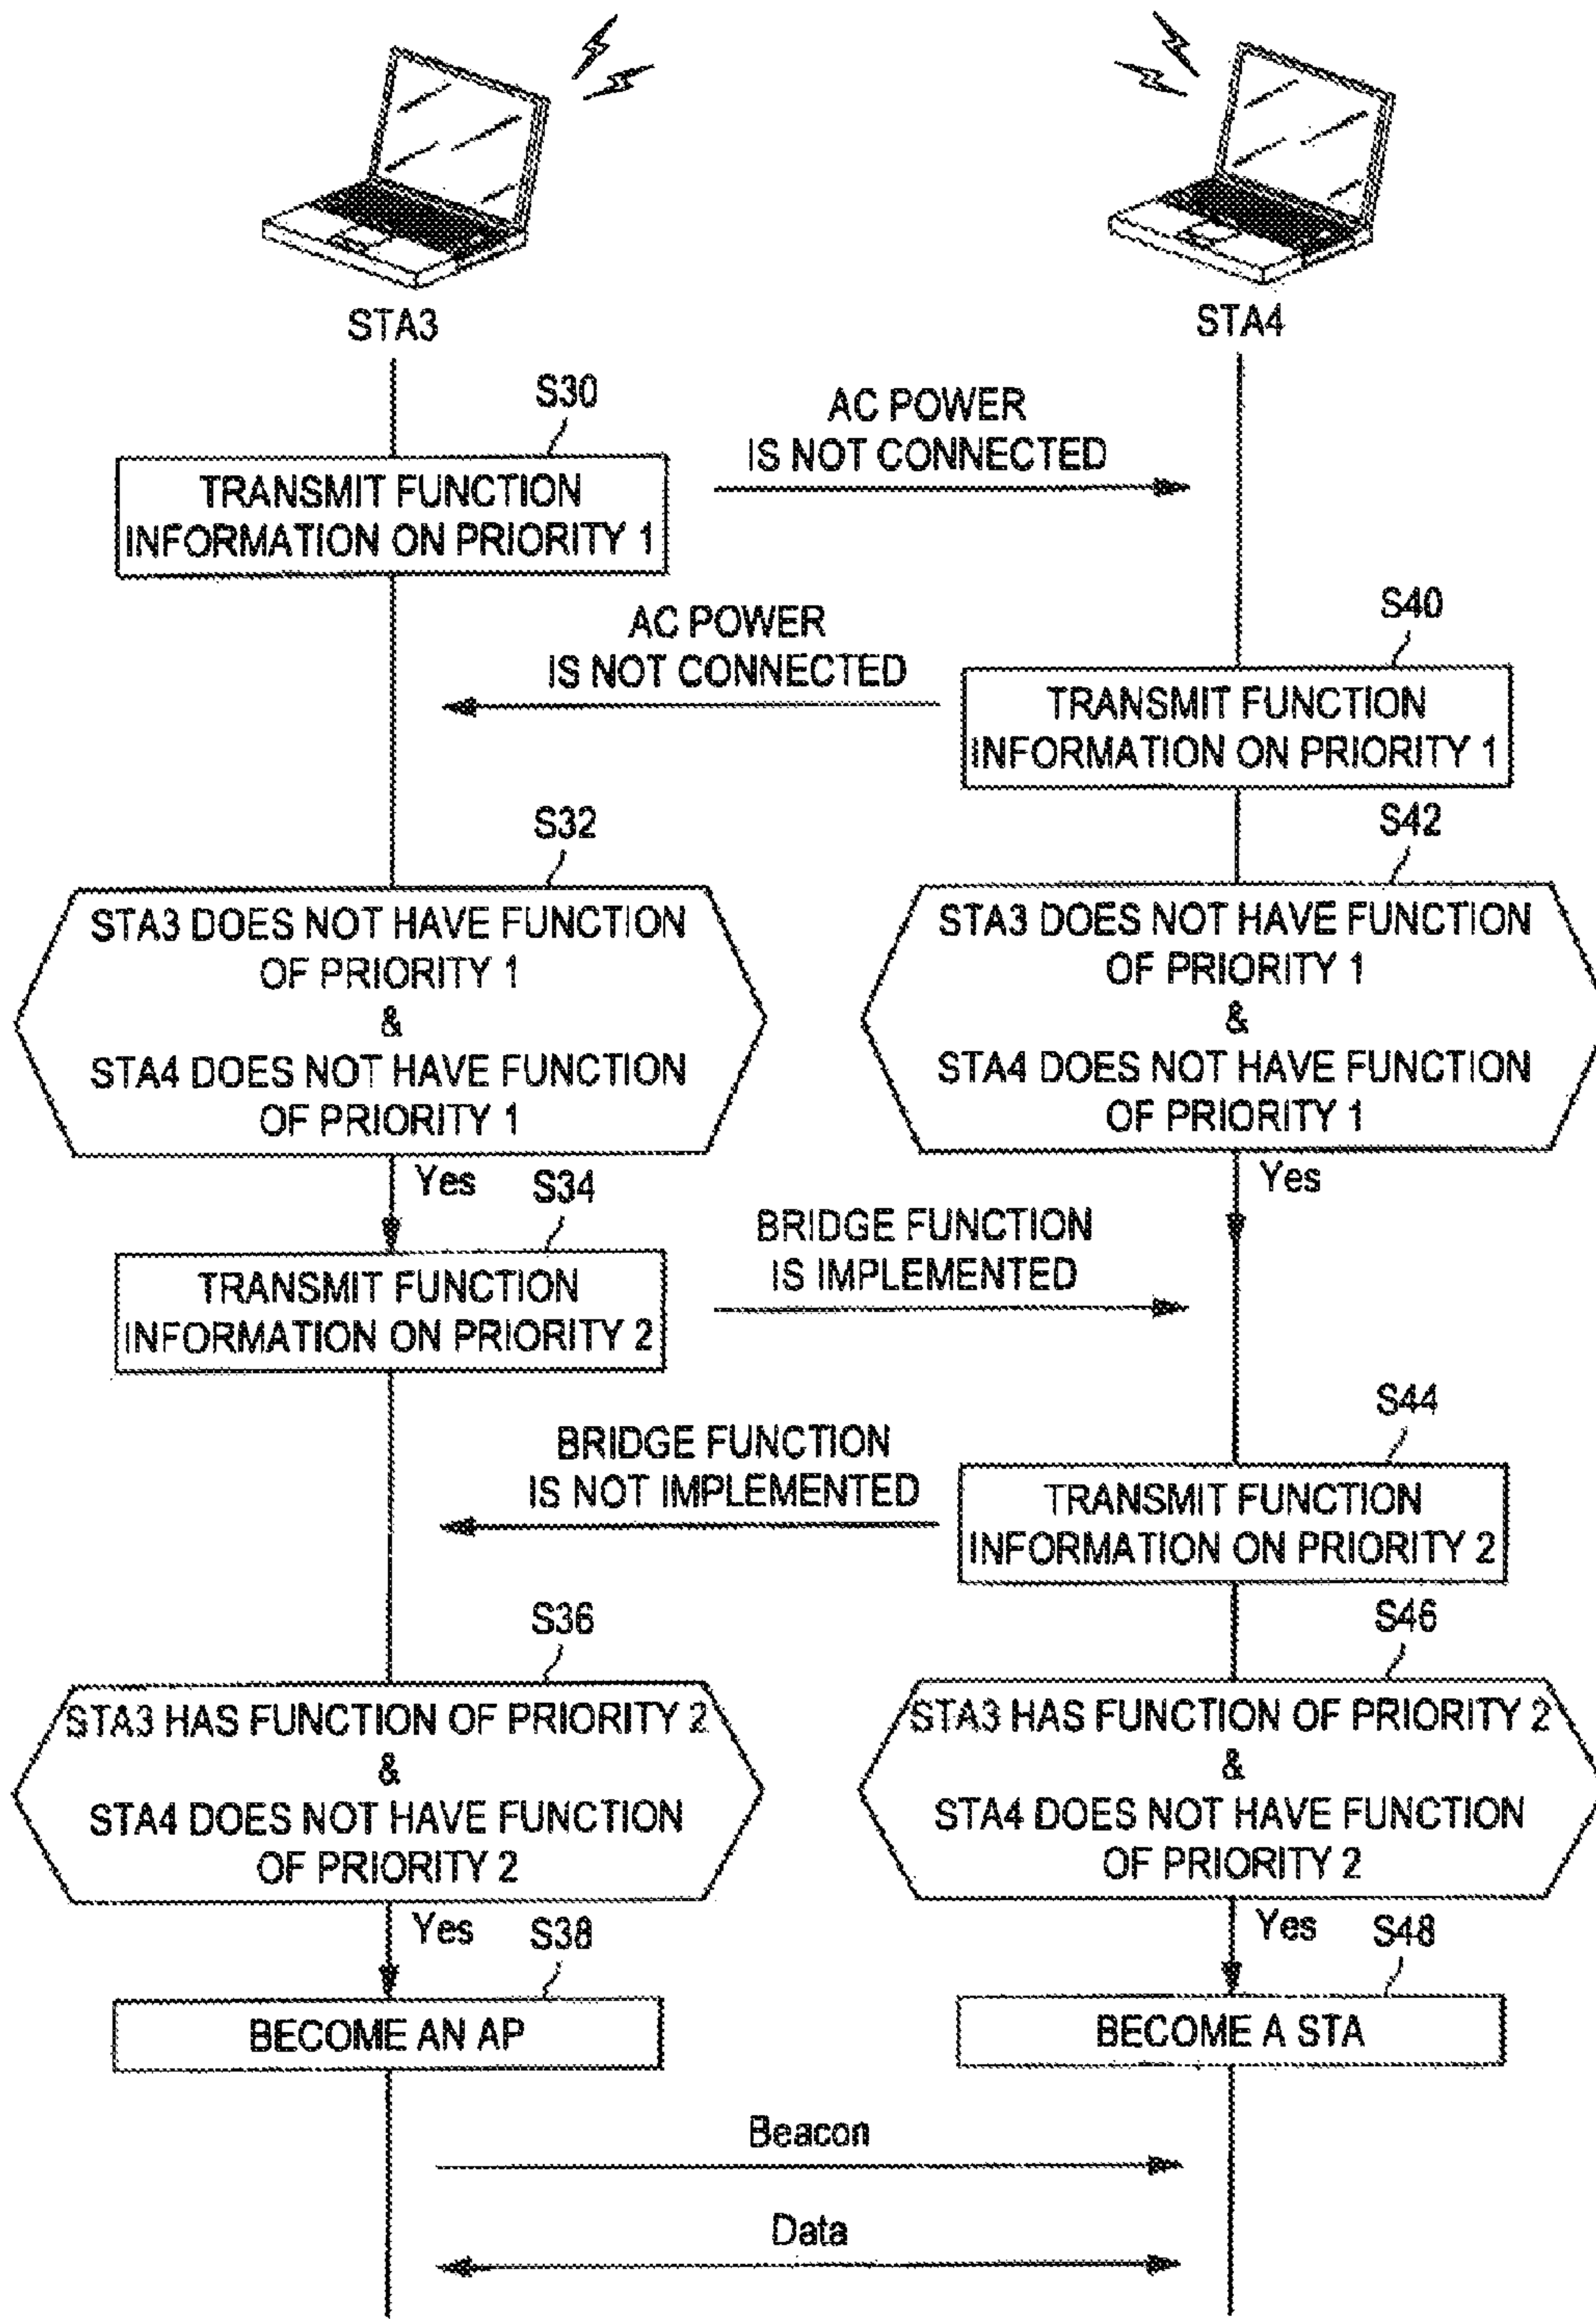 STA3
STA4
S30
AC POWER
IS NOT CONNECTED
TRANSMIT FUNCTION
INFORMATION ON PRIORITY 1
S40
AC POWER
IS NOT CONNECTED
TRANSMIT FUNCTION
INFORMATION ON PRIORITY 1
S32
STA3 DOES NOT HAVE FUNCTION
OF PRIORITY 1
&
STA4 DOES NOT HAVE FUNCTION
OF PRIORITY 1
S42
STA3 DOES NOT HAVE FUNCTION
OF PRIORITY 1
&
STA4 DOES NOT HAVE FUNCTION
OF PRIORITY 1
Yes
S34
Yes
BRIDGE FUNCTION
IS IMPLEMENTED
TRANSMIT FUNCTION
INFORMATION ON PRIORITY 2
S44
BRIDGE FUNCTION
IS NOT IMPLEMENTED
TRANSMIT FUNCTION
INFORMATION ON PRIORITY 2
S36
STA3 HAS FUNCTION OF PRIORITY 2
&
STA4 DOES NOT HAVE FUNCTION
OF PRIORITY 2
S46
STA3 HAS FUNCTION OF PRIORITY 2
&
STA4 DOES NOT HAVE FUNCTION
OF PRIORITY 2
Yes
S38
Yes
S48
BECOME AN AP
BECOME A STA
Beacon
Data